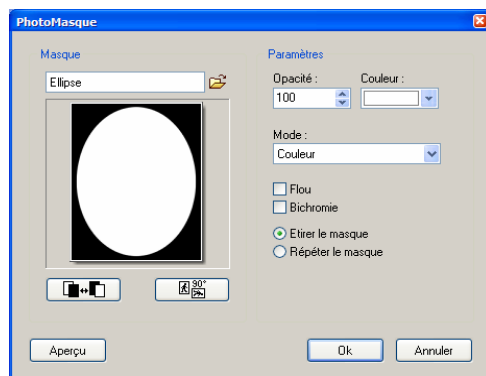 PhotoMasque
Masque
Ellipse
90°
Paramètres
Opacité :
Couleur :
100
Mode :
Couleur
Flou
Bichromie
Etirer le masque
Répéter le masque
Aperçu
Ok
Annuler